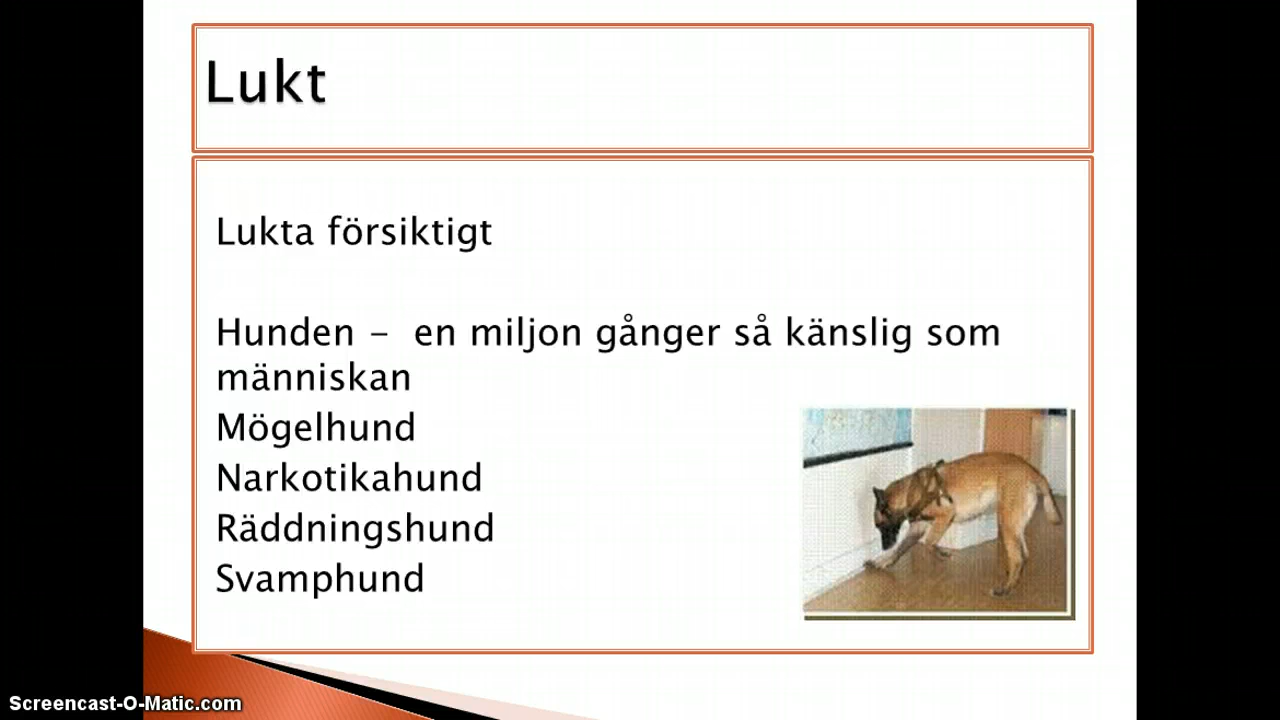 Lukt
Lukta försiktigt
Hunden - en miljon gånger så känslig som
människan
Mögelhund
Narkotikahund
Räddningshund
Svamphund
Screencast-O-Matic.com